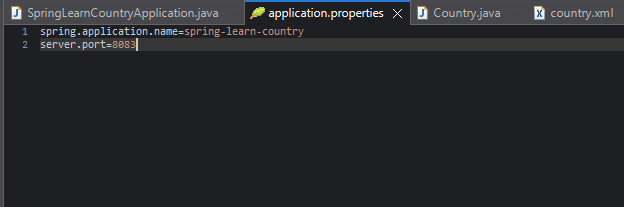 SpringLearnCountryApplication.java application.properties Country.java country.xml
1 spring.application.name=spring-learn-country
2 server.port=8083